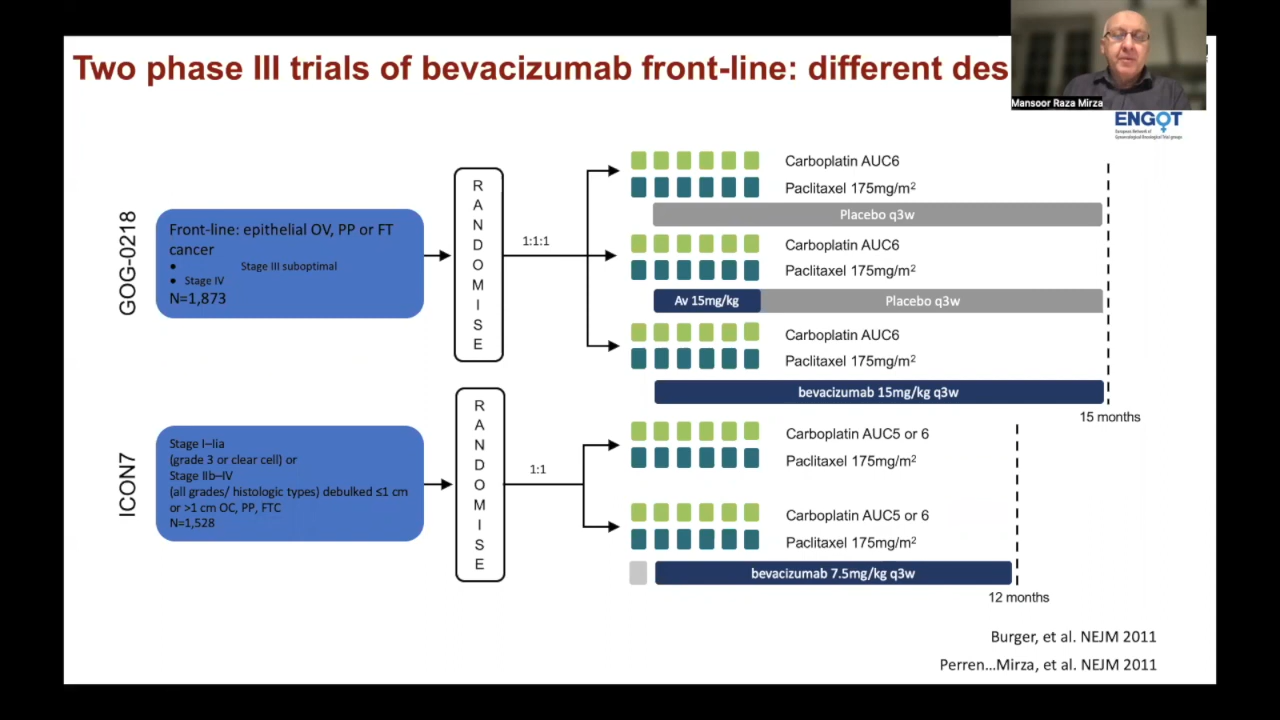 Two phase III trials of bevacizumab front-line: different des
Mansoor Raza Mirza
ENGOT
European Network of
Gynaecological Oncological Trial groups
GOG-0218
Front-line: epithelial OV, PP or FT
cancer
• Stage III suboptimal
• Stage IV
N=1,873
RANDOMISE
1:1:1
Carboplatin AUC6
Paclitaxel 175mg/m²
Placebo q3w
Carboplatin AUC6
Paclitaxel 175mg/m²
Av 15mg/kg
Placebo q3w
Carboplatin AUC6
Paclitaxel 175mg/m²
bevacizumab 15mg/kg q3w
15 months
ICON7
Stage I–IIa
(grade 3 or clear cell) or
Stage IIb–IV
(all grades/ histologic types) debulked ≤1 cm
or >1 cm OC, PP, FTC
N=1,528
RANDOMISE
1:1
Carboplatin AUC5 or 6
Paclitaxel 175mg/m²
Carboplatin AUC5 or 6
Paclitaxel 175mg/m²
bevacizumab 7.5mg/kg q3w
12 months
Burger, et al. NEJM 2011
Perren...Mirza, et al. NEJM 2011